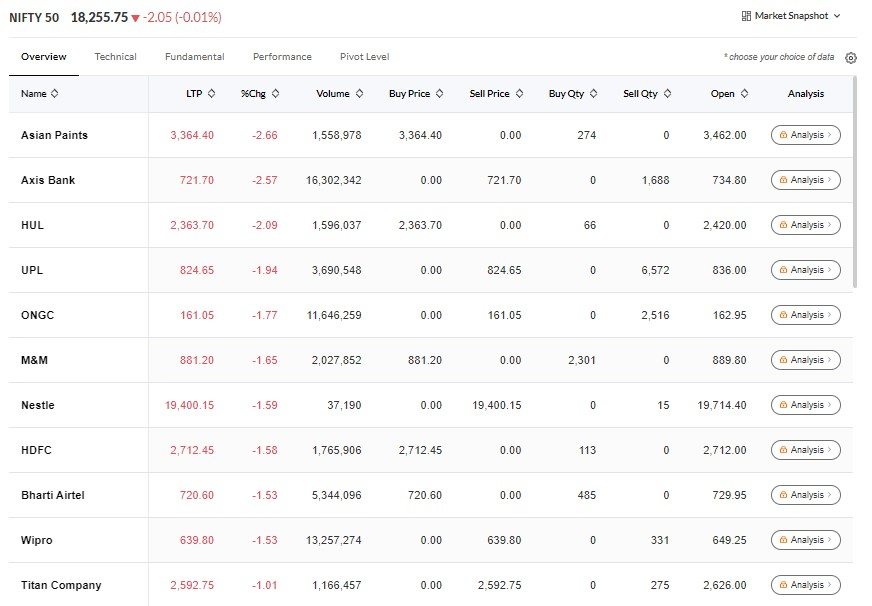 NIFTY 50 18,255.75 -2.05 (-0.01%) Market Snapshot
Overview Technical Fundamental Performance Pivot Level * choose your choice of data
Name LTP %Chg Volume Buy Price Sell Price Buy Qty Sell Qty Open Analysis
Asian Paints 3,364.40 -2.66 1,558,978 3,364.40 0.00 274 0 3,462.00 Analysis
Axis Bank 721.70 -2.57 16,302,342 0.00 721.70 0 1,688 734.80 Analysis
HUL 2,363.70 -2.09 1,596,037 2,363.70 0.00 66 0 2,420.00 Analysis
UPL 824.65 -1.94 3,690,548 0.00 824.65 0 6,572 836.00 Analysis
ONGC 161.05 -1.77 11,646,259 0.00 161.05 0 2,516 162.95 Analysis
M&M 881.20 -1.65 2,027,852 881.20 0.00 2,301 0 889.80 Analysis
Nestle 19,400.15 -1.59 37,190 0.00 19,400.15 0 15 19,714.40 Analysis
HDFC 2,712.45 -1.58 1,765,906 2,712.45 0.00 113 0 2,712.00 Analysis
Bharti Airtel 720.60 -1.53 5,344,096 720.60 0.00 485 0 729.95 Analysis
Wipro 639.80 -1.53 13,257,274 0.00 639.80 0 331 649.25 Analysis
Titan Company 2,592.75 -1.01 1,166,457 0.00 2,592.75 0 275 2,626.00 Analysis